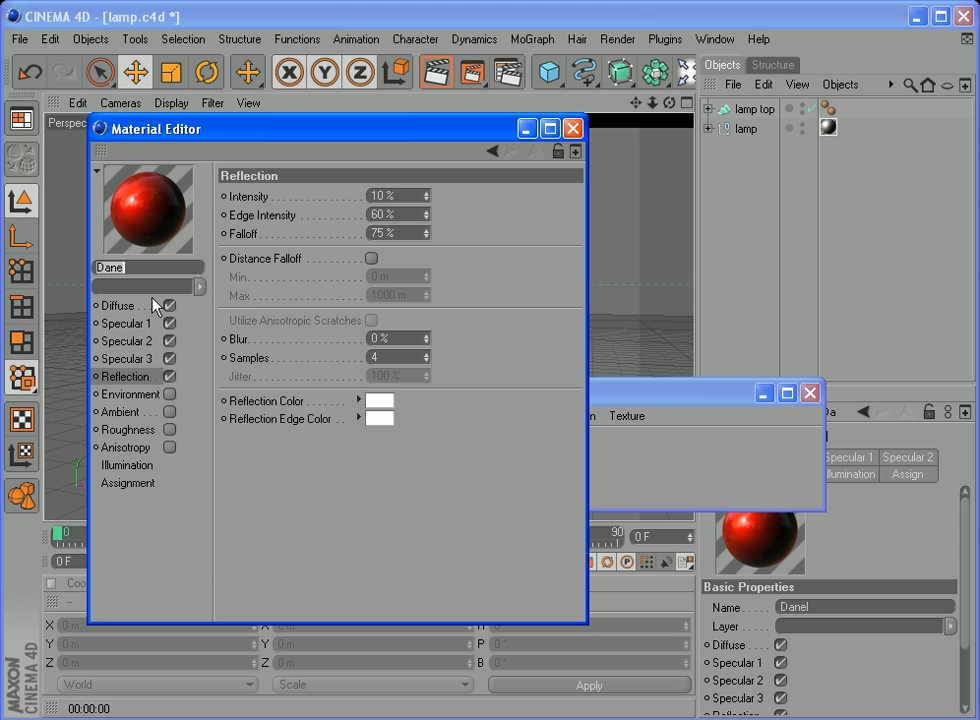 CINEMA 4D - [lamp.c4d *]
File Edit Objects Tools Selection Structure Functions Animation Character Dynamics MoGraph Hair Render Plugins Window Help
Objects Structure
File Edit View Objects
Edit Cameras Display Filter View
lamp top
lamp
Perspec
Material Editor
Reflection
Intensity 10 %
Edge Intensity 60 %
Falloff 75 %
Distance Falloff
Min 0 m
Max 1000 m
Utilize Anisotropic Scratches
Blur 0 %
Samples 4
Jitter 100 %
Reflection Color
Reflection Edge Color
Dane
Diffuse
Specular 1
Specular 2
Specular 3
Reflection
Environment
Ambient
Roughness
Anisotropy
Illumination
Assignment
n Texture
Da
Specular 1 Specular 2
lumination Assign
Basic Properties
Name Danel
Layer
Diffuse
Specular 1
Specular 2
Specular 3
0 90 0 F
0 F
Coo
--
X 0 m X 0 m H 0 °
Y 0 m Y 0 m P 0 °
Z 0 m Z 0 m B 0 °
World Scale Apply
MAXON
CINEMA 4D
00:00:00